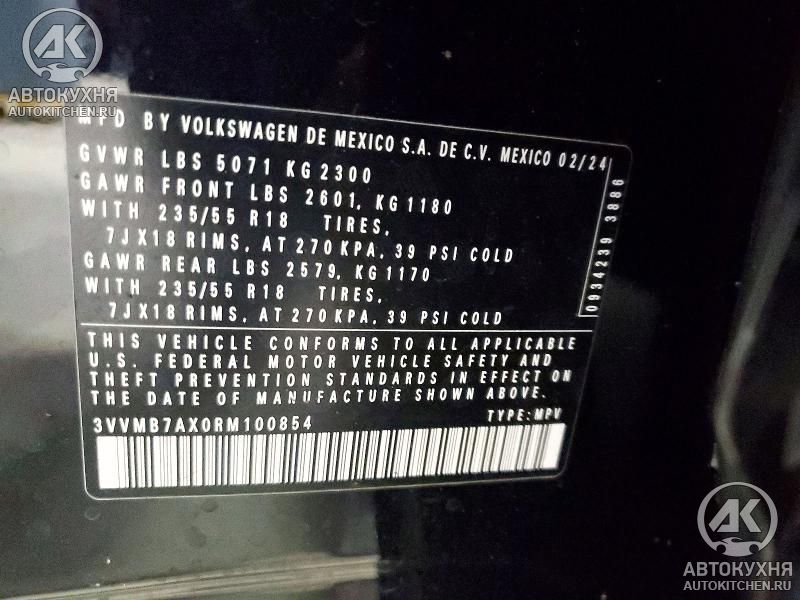 AK
АВТОКУХНЯ
AUTOKITCHEN.RU
MFD BY VOLKSWAGEN DE MEXICO S.A. DE C.V. MEXICO 02/24
GVWR LBS 5071 KG 2300
GAWR FRONT LBS 2601, KG 1180
WITH 235/55 R18 TIRES,
7JX18 RIMS, AT 270 KPA, 39 PSI COLD
GAWR REAR LBS 2579, KG 1170
WITH 235/55 R18 TIRES,
7JX18 RIMS, AT 270 KPA, 39 PSI COLD
0934239 3886
THIS VEHICLE CONFORMS TO ALL APPLICABLE
U.S. FEDERAL MOTOR VEHICLE SAFETY AND
THEFT PREVENTION STANDARDS IN EFFECT ON
THE DATE OF MANUFACTURE SHOWN ABOVE.
3VVMB7AX0RM100854 TYPE: MPV
AK
АВТОКУХНЯ
AUTOKITCHEN.RU